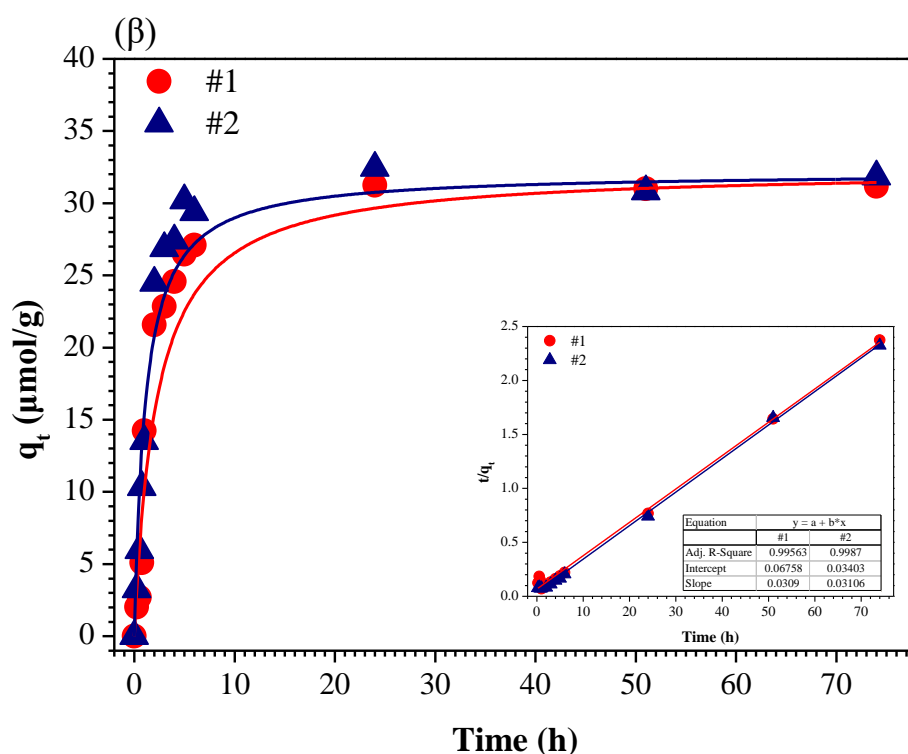 (β)
40
35
30
25
20
15
10
5
0
qt (μmol/g)
#1
#2
0 10 20 30 40 50 60 70
Time (h)
2.5
2.0
1.5
1.0
0.5
0.0
t/qt
#1
#2
Equation y = a + b*x
#1 #2
Adj. R-Square 0.99563 0.9987
Intercept 0.06758 0.03403
Slope 0.0309 0.03106
0 10 20 30 40 50 60 70
Time (h)